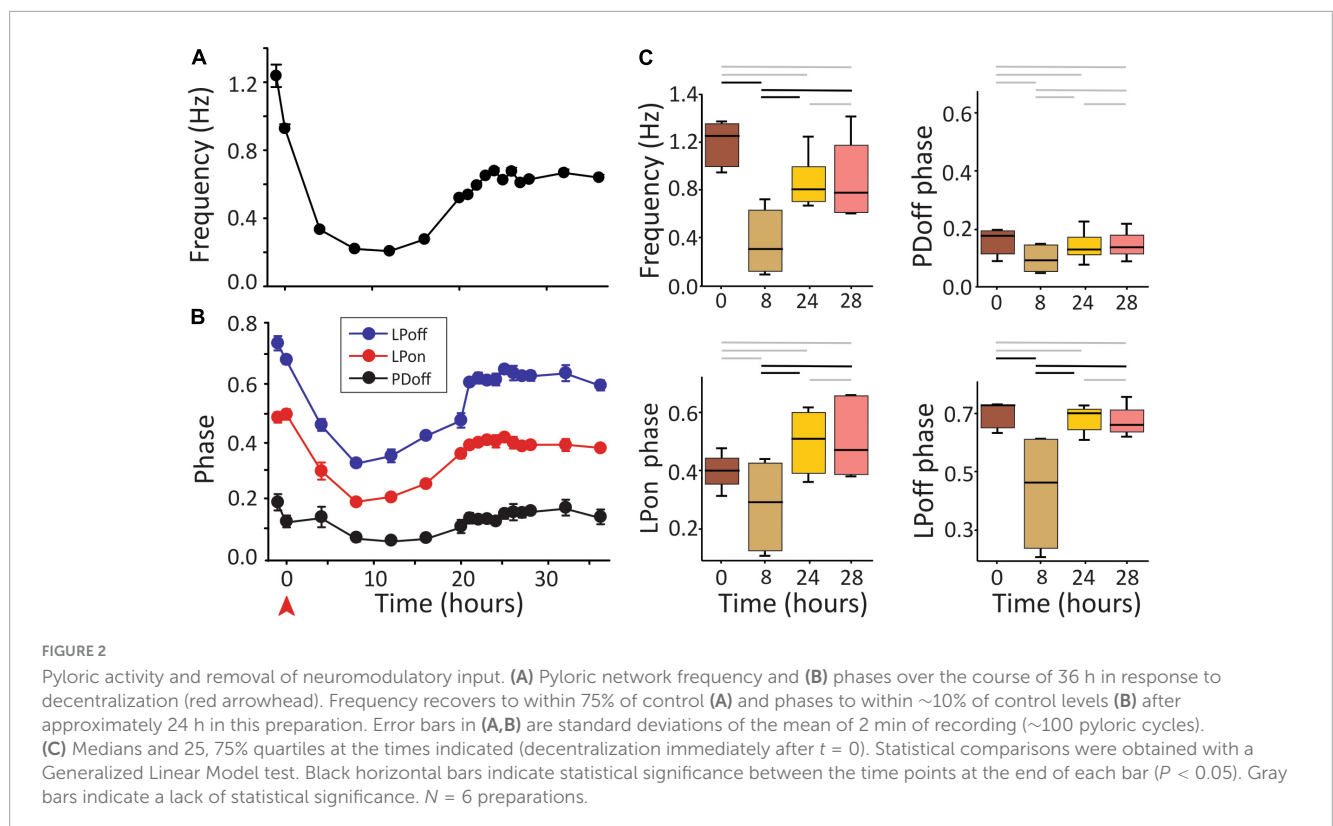 A
Frequency (Hz)
1.2
0.8
0.4
0.0
B
Phase
0.8
0.6
0.4
0.2
0.0
LPoff
LPon
PDoff
0 10 20 30
Time (hours)
C
Frequency (Hz)
1.4
1.2
0.8
0.4
0.0
0 8 24 28
PDoff phase
0.6
0.4
0.2
0.0
0 8 24 28
LPon phase
0.6
0.4
0.2
0 8 24 28
Time (hours)
LPoff phase
0.7
0.5
0.3
0 8 24 28
Time (hours)
FIGURE 2
Pyloric activity and removal of neuromodulatory input. (A) Pyloric network frequency and (B) phases over the course of 36 h in response to
decentralization (red arrowhead). Frequency recovers to within 75% of control (A) and phases to within ~10% of control levels (B) after
approximately 24 h in this preparation. Error bars in (A,B) are standard deviations of the mean of 2 min of recording (~100 pyloric cycles).
(C) Medians and 25, 75% quartiles at the times indicated (decentralization immediately after t = 0). Statistical comparisons were obtained with a
Generalized Linear Model test. Black horizontal bars indicate statistical significance between the time points at the end of each bar (P < 0.05). Gray
bars indicate a lack of statistical significance. N = 6 preparations.